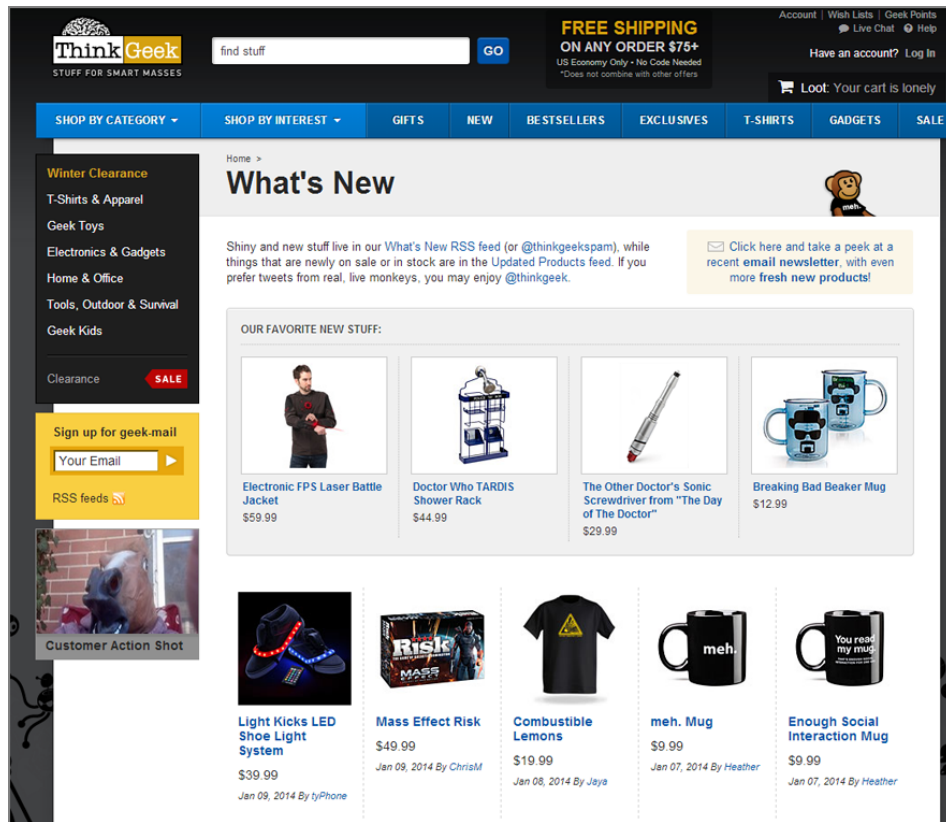 Think Geek
STUFF FOR SMART MASSES
find stuff
GO
FREE SHIPPING
ON ANY ORDER $75+
US Economy Only • No Code Needed
*Does not combine with other offers
Account | Wish Lists | Geek Points
Live Chat Help
Have an account? Log In
Loot: Your cart is lonely
SHOP BY CATEGORY SHOP BY INTEREST GIFTS NEW BESTSELLERS EXCLUSIVES T-SHIRTS GADGETS SALE
Winter Clearance
T-Shirts & Apparel
Geek Toys
Electronics & Gadgets
Home & Office
Tools, Outdoor & Survival
Geek Kids
Clearance SALE
Sign up for geek-mail
Your Email
RSS feeds
Customer Action Shot
Home >
What's New
meh.
Shiny and new stuff live in our What's New RSS feed (or @thinkgeekspam), while
things that are newly on sale or in stock are in the Updated Products feed. If you
prefer tweets from real, live monkeys, you may enjoy @thinkgeek.
Click here and take a peek at a
recent email newsletter, with even
more fresh new products!
OUR FAVORITE NEW STUFF:
Electronic FPS Laser Battle
Jacket
$59.99
Doctor Who TARDIS
Shower Rack
$44.99
The Other Doctor's Sonic
Screwdriver from "The Day
of The Doctor"
$29.99
Breaking Bad Beaker Mug
$12.99
Light Kicks LED
Shoe Light
System
$39.99
Jan 09, 2014 By tyPhone
Risk
MASS
EFFECT
Mass Effect Risk
$49.99
Jan 09, 2014 By ChrisM
Combustible
Lemons
$19.99
Jan 08, 2014 By Jaya
meh.
meh. Mug
$9.99
Jan 07, 2014 By Heather
You read
my mug.
Enough Social
Interaction Mug
$9.99
Jan 07, 2014 By Heather